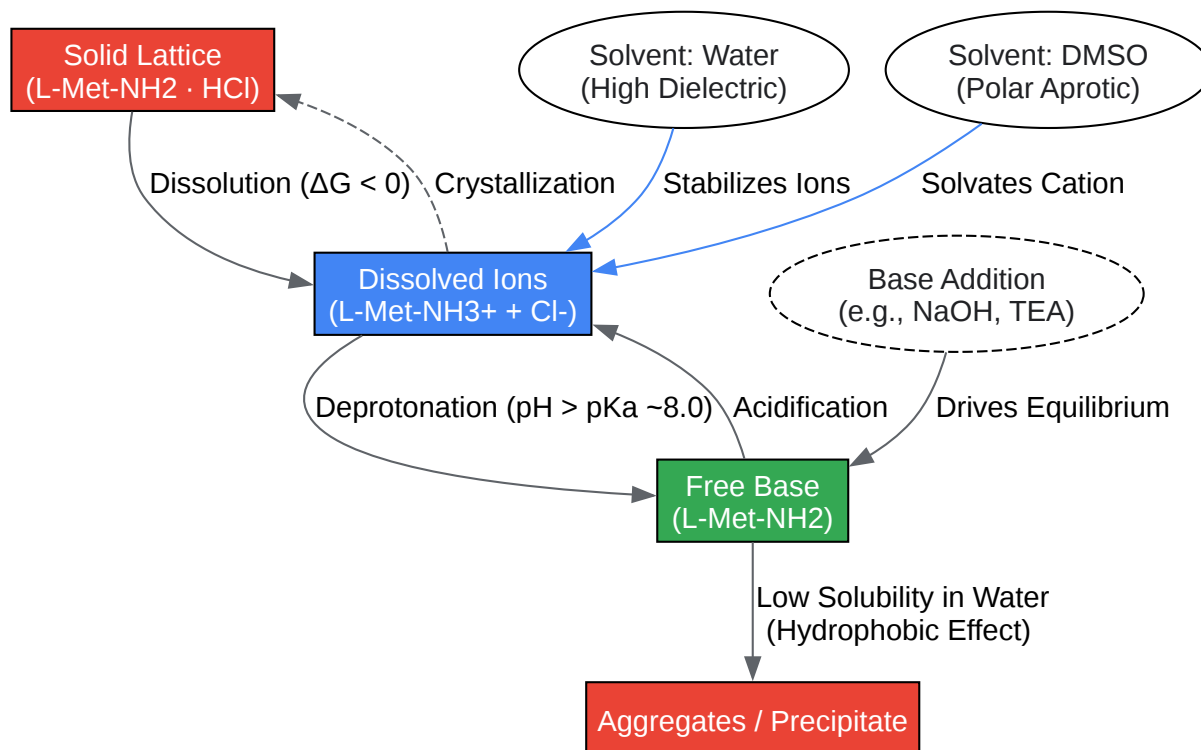 Solid Lattice
(L-Met-NH2 · HCl)
Solvent: Water
(High Dielectric)
Solvent: DMSO
(Polar Aprotic)
Dissolution (ΔG < 0)
Crystallization
Stabilizes Ions
Solvates Cation
Dissolved Ions
(L-Met-NH3+ + Cl-)
Base Addition
(e.g., NaOH, TEA)
Deprotonation (pH > pKa ~8.0)
Acidification
Drives Equilibrium
Free Base
(L-Met-NH2)
Low Solubility in Water
(Hydrophobic Effect)
Aggregates / Precipitate